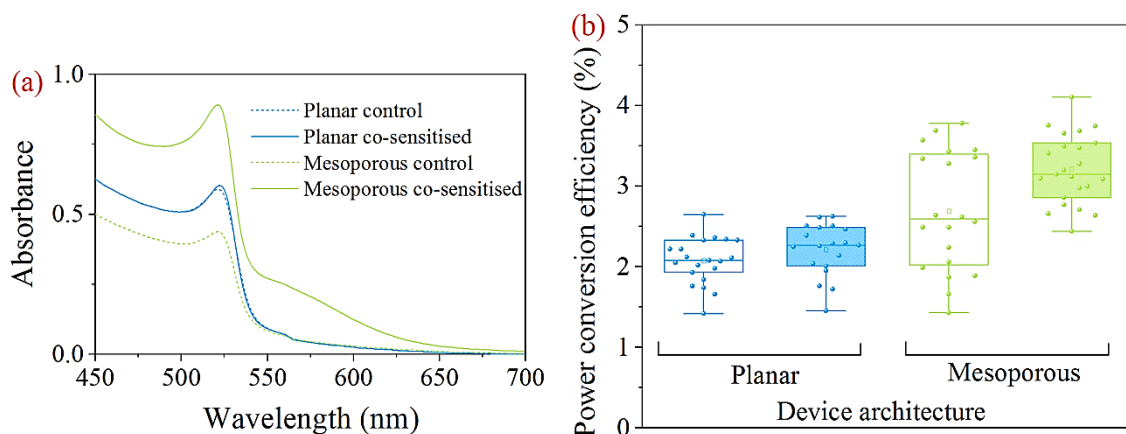 (a)
1.0
0.5
0.0
Absorbance
Planar control
Planar co-sensitised
Mesoporous control
Mesoporous co-sensitised
450 500 550 600 650 700
Wavelength (nm)
(b)
Power conversion efficiency (%)
5
4
3
2
1
0
Planar
Mesoporous
Device architecture